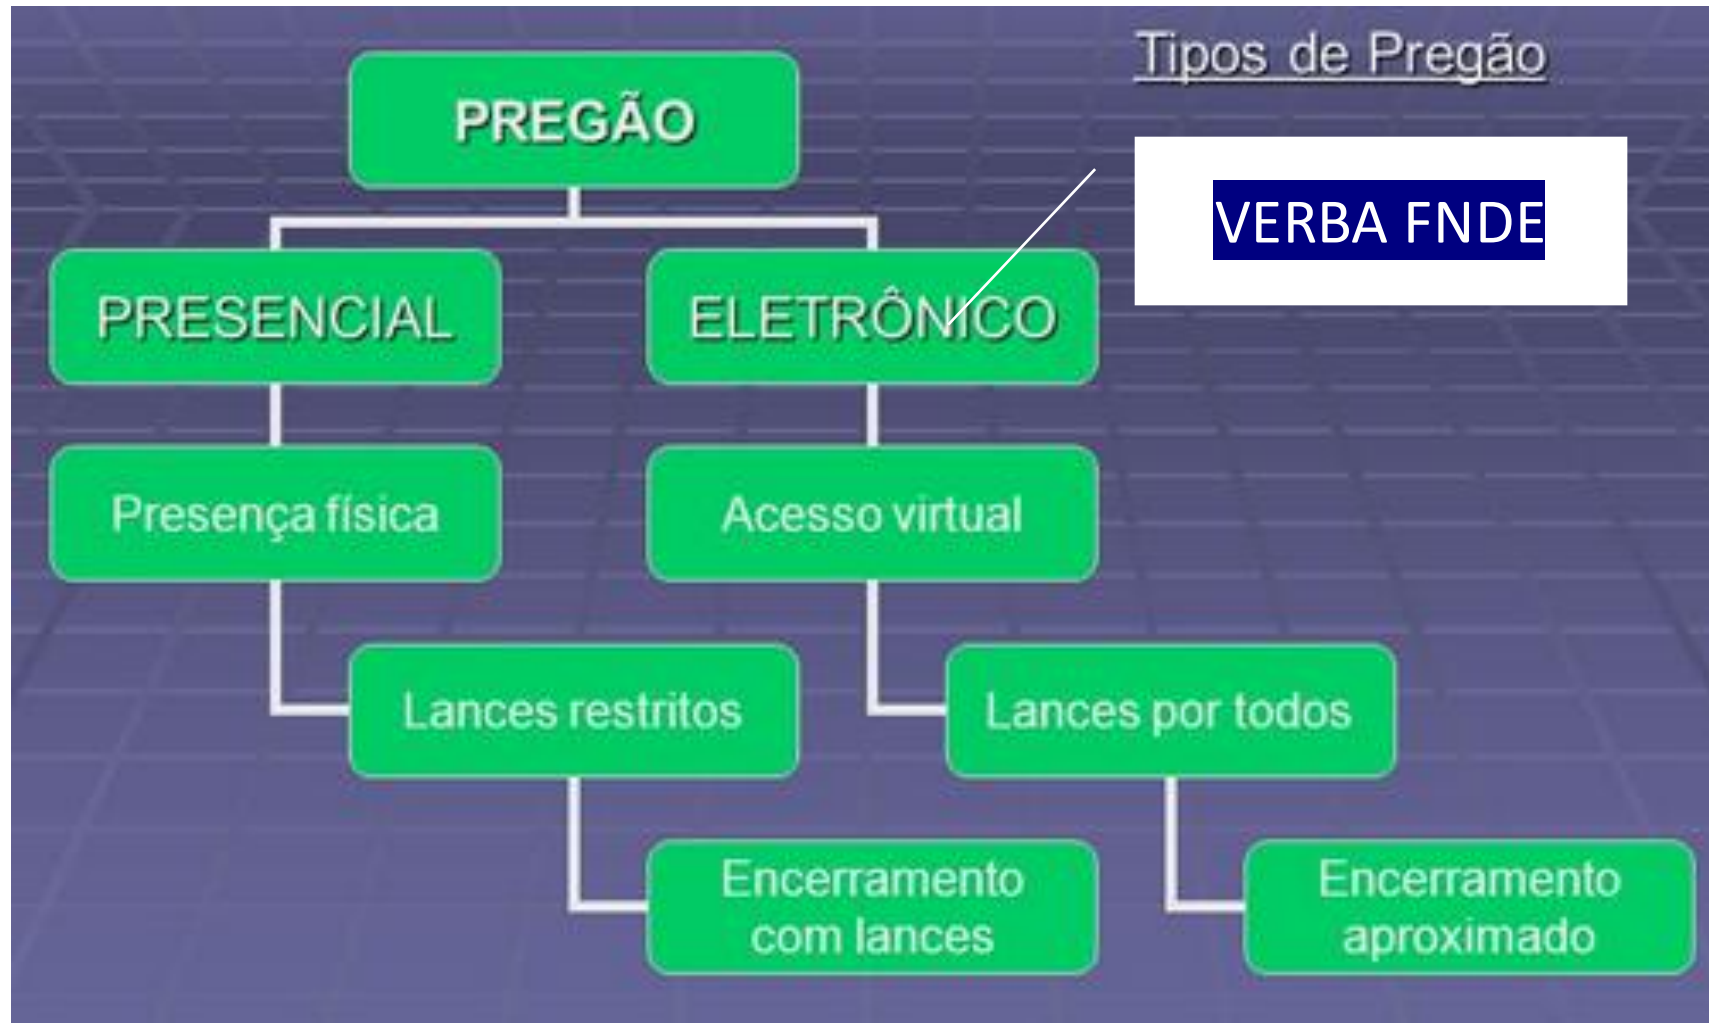 Tipos de Pregão
PREGÃO
VERBA FNDE
PRESENCIAL
ELETRÔNICO
Presença física
Acesso virtual
Lances restritos
Lances por todos
Encerramento
com lances
Encerramento
aproximado